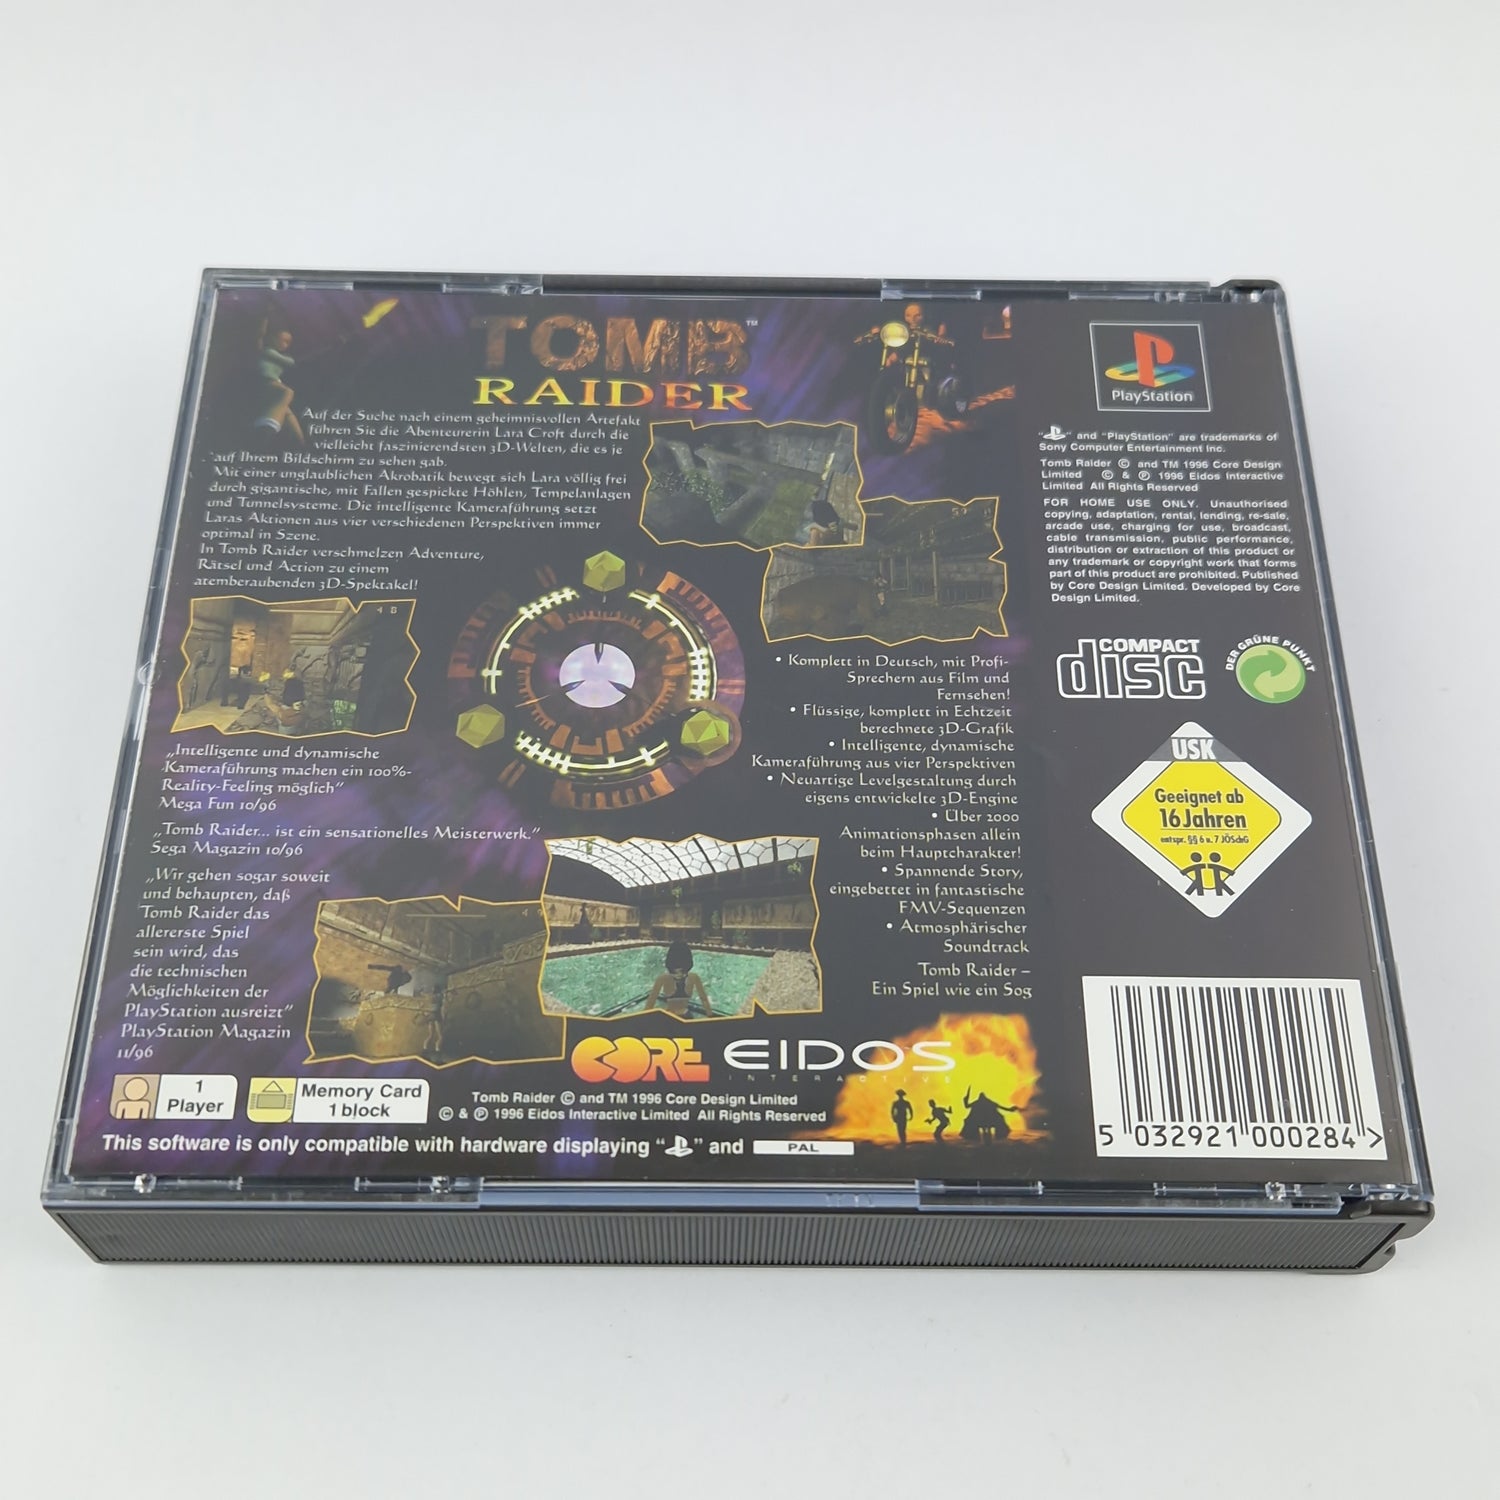 TOMB™
RAIDER
Auf der Suche nach einem geheimnisvollen Artefakt
führen Sie die Abenteurerin Lara Croft durch die
vielleicht faszinierendsten 3D-Welten, die es je
auf Ihrem Bildschirm zu sehen gab.
Mit einer unglaublichen Akrobatik bewegt sich Lara völlig frei
durch gigantische, mit Fallen gespickte Höhlen, Tempelanlagen
und Tunnelsysteme. Die intelligente Kameraführung setzt
Laras Aktionen aus vier verschiedenen Perspektiven immer
optimal in Szene.
In Tomb Raider verschmelzen Adventure,
Rätsel und Action zu einem
atemberaubenden 3D-Spektakel!
„Intelligente und dynamische
Kameraführung machen ein 100%-
Reality-Feeling möglich"
Mega Fun 10/96
„Tomb Raider... ist ein sensationelles Meisterwerk."
Sega Magazin 10/96
„Wir gehen sogar soweit
und behaupten, daß
Tomb Raider das
allererste Spiel
sein wird, das
die technischen
Möglichkeiten der
PlayStation ausreizt"
PlayStation Magazin
11/96
• Komplett in Deutsch, mit Profi-
Sprechern aus Film und
Fernsehen!
• Flüssige, komplett in Echtzeit
berechnete 3D-Grafik
• Intelligente, dynamische
Kameraführung aus vier Perspektiven
• Neuartige Levelgestaltung durch
eigens entwickelte 3D-Engine
• Über 2000
Animationsphasen allein
beim Hauptcharakter!
• Spannende Story,
eingebettet in fantastische
FMV-Sequenzen
• Atmosphärischer
Soundtrack
Tomb Raider –
Ein Spiel wie ein Sog
CORE EIDOS
INTERACTIVE
1
Player
Memory Card
1 block
Tomb Raider © and TM 1996 Core Design Limited
© & ℗ 1996 Eidos Interactive Limited All Rights Reserved
This software is only compatible with hardware displaying " " and PAL
PlayStation
" " and "PlayStation" are trademarks of
Sony Computer Entertainment Inc.
Tomb Raider © and TM 1996 Core Design
Limited © & ℗ 1996 Eidos Interactive
Limited All Rights Reserved
FOR HOME USE ONLY. Unauthorised
copying, adaptation, rental, lending, re-sale,
arcade use, charging for use, broadcast,
cable transmission, public performance,
distribution or extraction of this product or
any trademark or copyright work that forms
part of this product are prohibited. Published
by Core Design Limited. Developed by Core
Design Limited.
COMPACT
disc
DER GRÜNE PUNKT
USK
Geeignet ab
16 Jahren
entspr. §§ 6 u. 7 JÖSchG
5 032921 000284 >